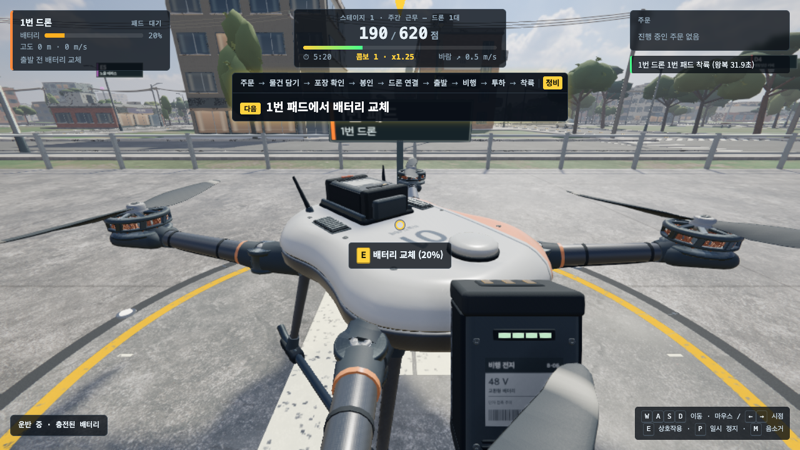 1번 드론 패드 대기
배터리 20%
고도 0 m · 0 m/s
출발 전 배터리 교체
스테이지 1 · 주간 근무 — 드론 1대
190 / 620 점
5:20 콤보 1 · x1.25 바람 ↗ 0.5 m/s
주문
진행 중인 주문 없음
1번 드론 1번 패드 착륙 (왕복 31.9초)
주문 → 물건 담기 → 포장 확인 → 봉인 → 드론 연결 → 출발 → 비행 → 투하 → 착륙 → 정비
다음 1번 패드에서 배터리 교체
1번 드론
10
E 배터리 교체 (20%)
비행 전지
48 V
운반 중 · 충전된 배터리
W A S D 이동 · 마우스 / ← → 시점
E 상호작용 · P 일시 정지 · M 음소거